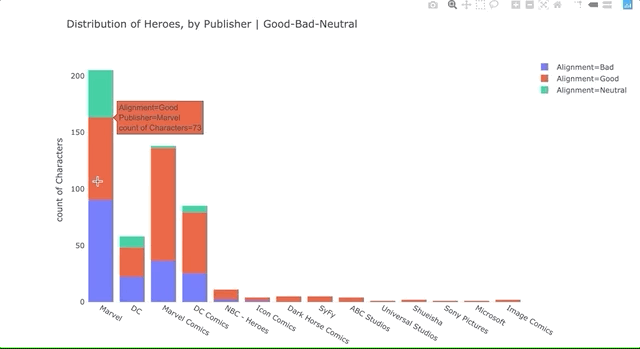 Distribution of Heroes, by Publisher | Good-Bad-Neutral
Alignment=Bad
Alignment=Good
Alignment=Neutral
200
150
100
50
0
count of Characters
Alignment=Good
Publisher=Marvel
count of Characters=73
Marvel
DC
Marvel Comics
DC Comics
NBC - Heroes
Icon Comics
Dark Horse Comics
SyFy
ABC Studios
Universal Studios
Shueisha
Sony Pictures
Microsoft
Image Comics